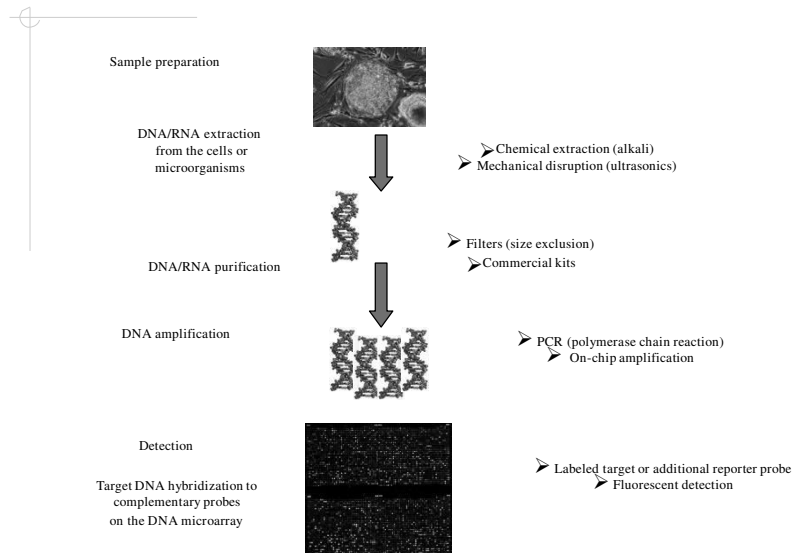 Sample preparation
DNA/RNA extraction
from the cells or
microorganisms
Chemical extraction (alkali)
Mechanical disruption (ultrasonics)
Filters (size exclusion)
DNA/RNA purification
Commercial kits
DNA amplification
PCR (polymerase chain reaction)
On-chip amplification
Detection
Labeled target or additional reporter probe
Fluorescent detection
Target DNA hybridization to
complementary probes
on the DNA microarray